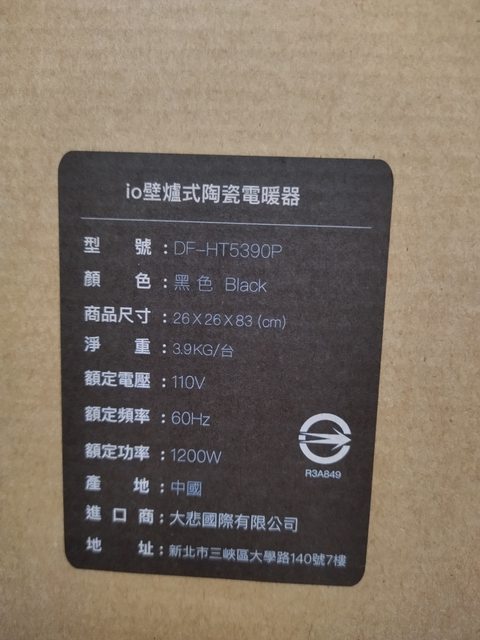 io壁爐式陶瓷電暖器
型 號：DF-HT5390P
顏 色：黑 色 Black
商品尺寸：26X26X83 (cm)
淨 重：3.9KG/台
額定電壓：110V
額定頻率：60Hz
額定功率：1200W
R3A849
產 地：中國
進 口 商：大悲國際有限公司
地 址：新北市三峽區大學路140號7樓